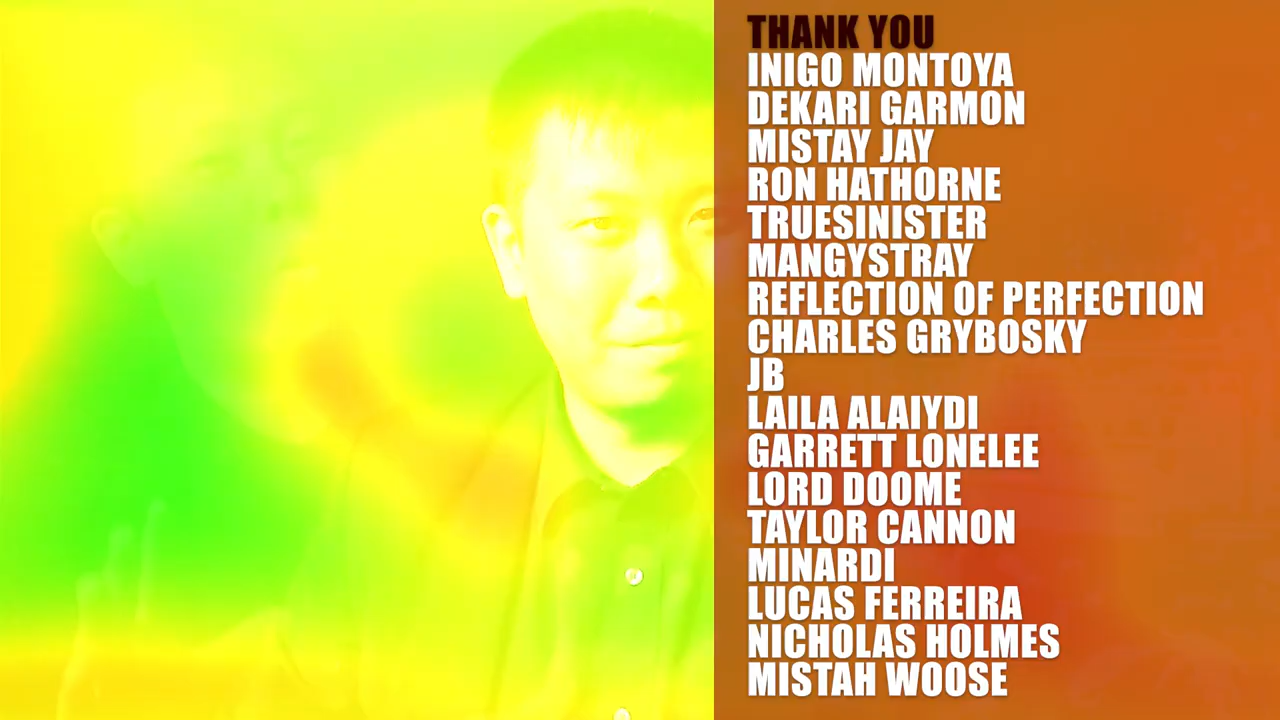 THANK YOU
INIGO MONTOYA
DEKARI GARMON
MISTAY JAY
RON HATHORNE
TRUESINISTER
MANGYSTRAY
REFLECTION OF PERFECTION
CHARLES GRYBOSKY
JB
LAILA ALAIYDI
GARRETT LONELEE
LORD DOOME
TAYLOR CANNON
MINARDI
LUCAS FERREIRA
NICHOLAS HOLMES
MISTAH WOOSE